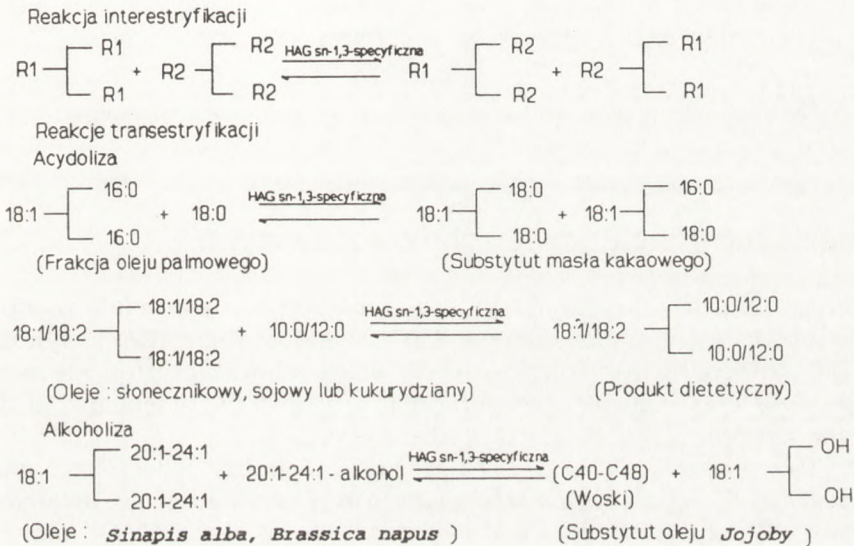 Reakcja interestryfikacji
R1 R2 HAG sn-1,3-specyficzna R2 R1
R1 + R2 R1 + R2
R1 R2 R2 R1
Reakcje transestryfikacji
Acydoliza
16:0 HAG sn-1,3-specyficzna 18:0 16:0
18:1 + 18:0 18:1 + 18:1
16:0 18:0 18:0
(Frakcja oleju palmowego) (Substytut masła kakaowego)
18:1/18:2 HAG sn-1,3-specyficzna 10:0/12:0
18:1/18:2 + 10:0/12:0 18:1/18:2
18:1/18:2 10:0/12:0
(Oleje : słonecznikowy, sojowy lub kukurydziany) (Produkt dietetyczny)
Alkoholiza
20:1-24:1 HAG sn-1,3-specyficzna OH
18:1 + 20:1-24:1 - alkohol (C40-C48) + 18:1
20:1-24:1 (Woski) OH
(Oleje : Sinapis alba, Brassica napus ) (Substytut oleju Jojoby )